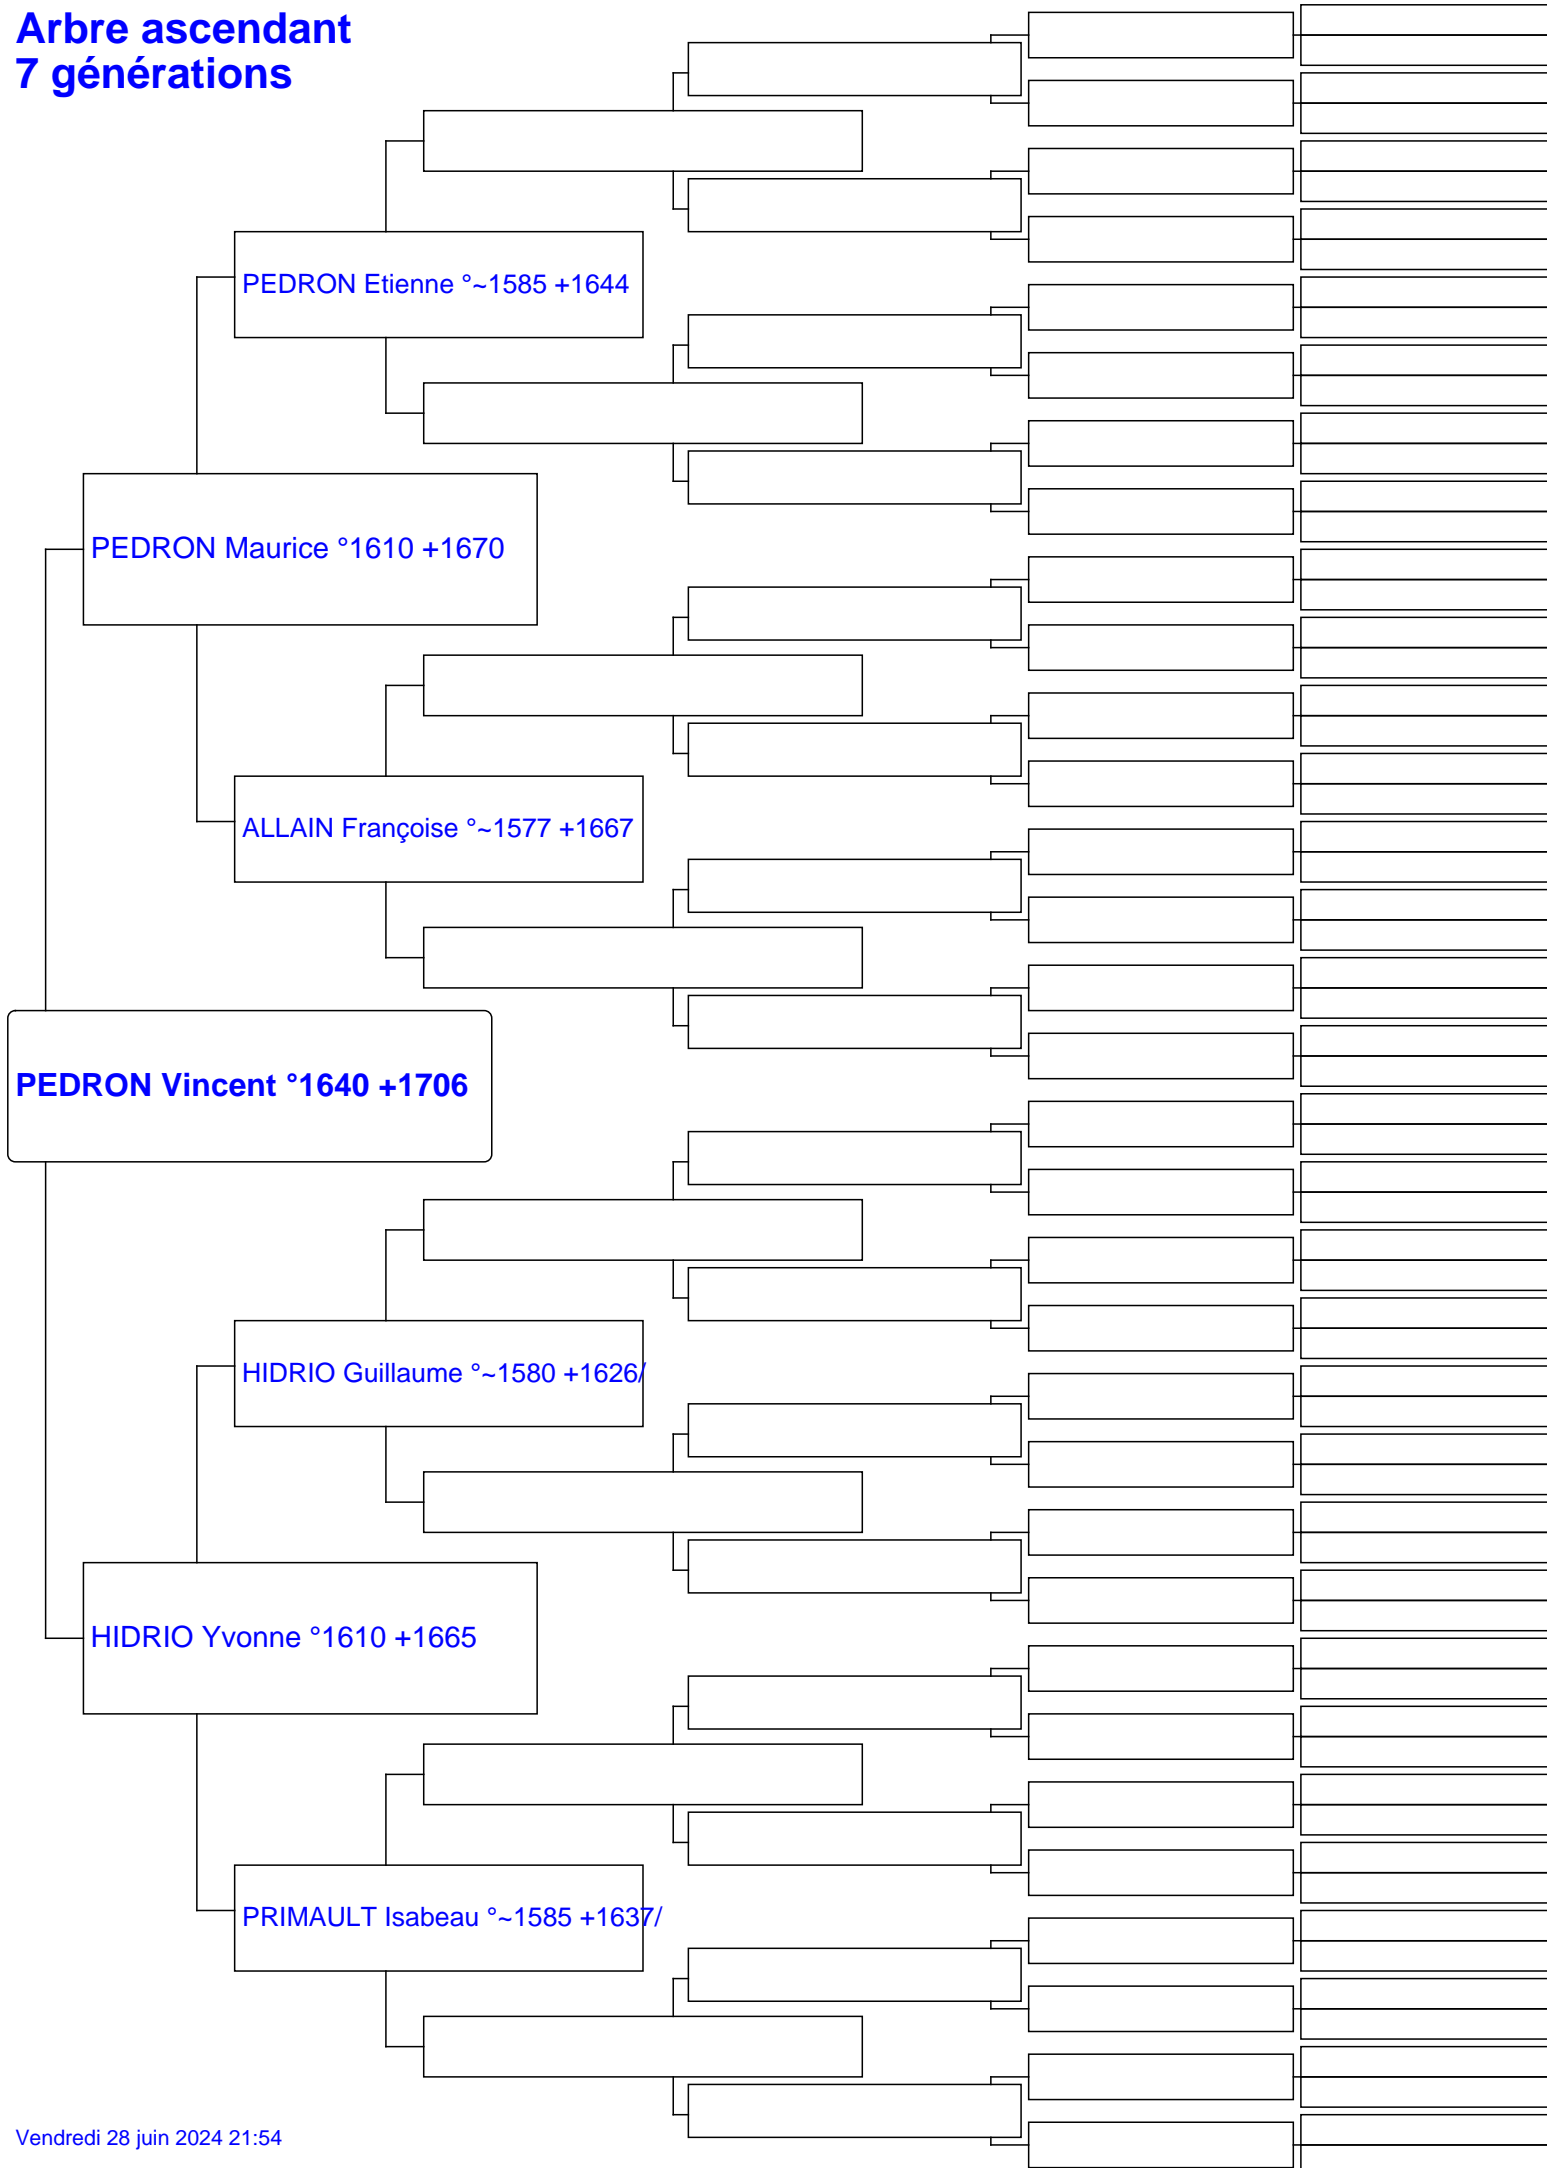 Arbre ascendant
7 générations
PEDRON Etienne °~1585 +1644
PEDRON Maurice °1610 +1670
ALLAIN Françoise °~1577 +1667
PEDRON Vincent °1640 +1706
HIDRIO Guillaume °~1580 +1626/
HIDRIO Yvonne °1610 +1665
PRIMAULT Isabeau °~1585 +1637/
Vendredi 28 juin 2024 21:54